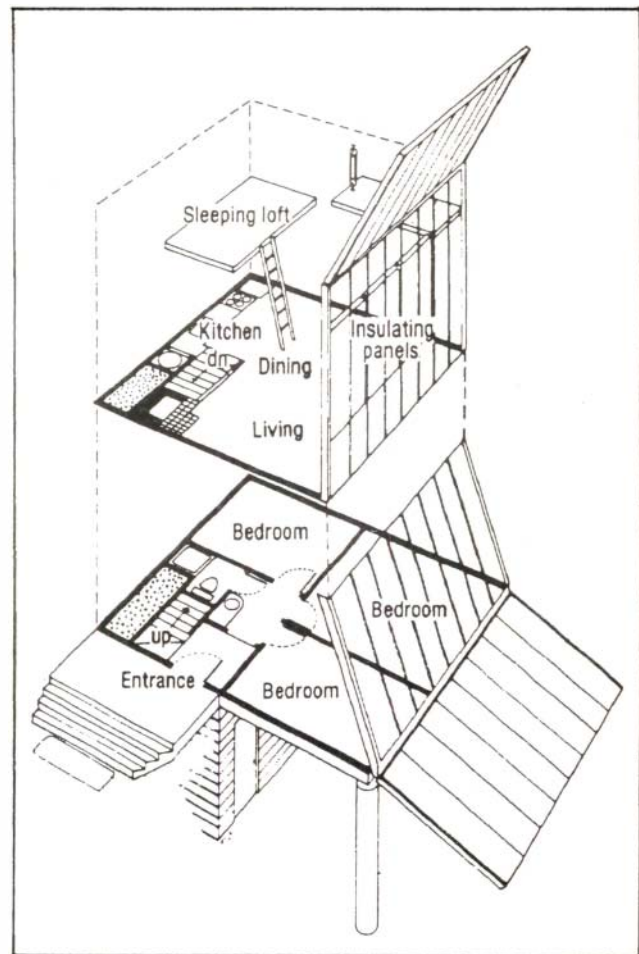 Sleeping loft
Kitchen
dn
Dining
Insulating
panels
Living
Bedroom
Bedroom
up
Entrance
Bedroom